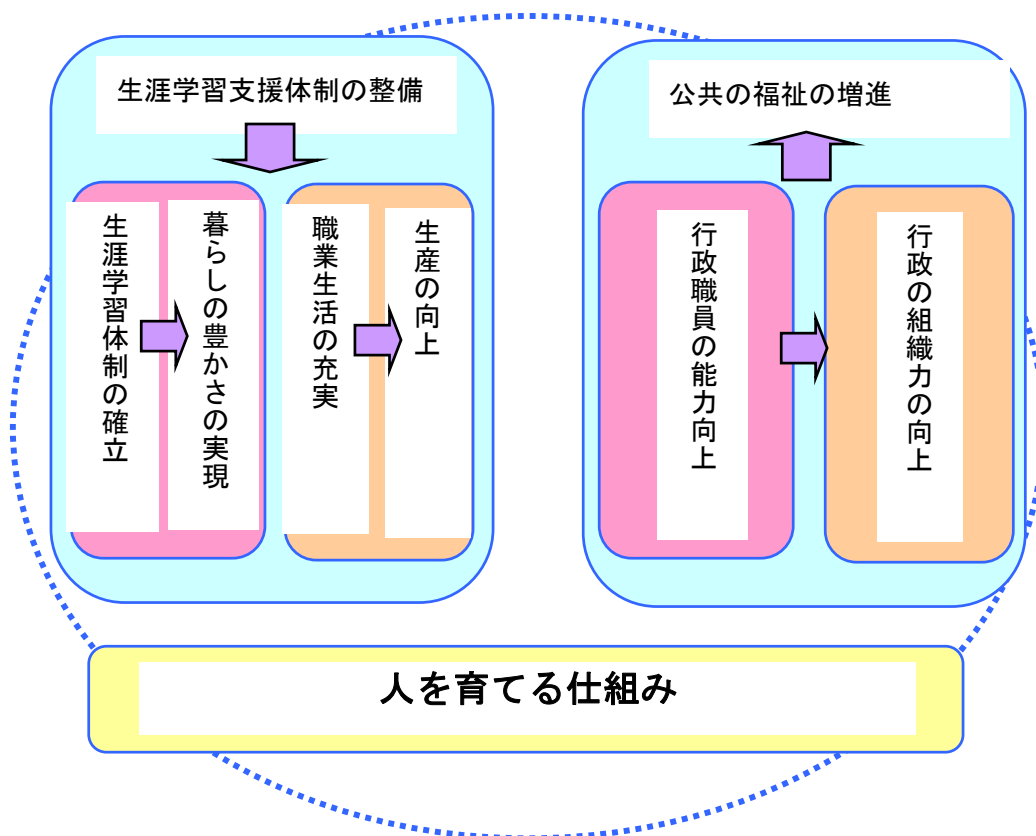 生涯学習支援体制の整備
生涯学習体制の確立
暮らしの豊かさの実現
職業生活の充実
生産の向上
公共の福祉の増進
行政職員の能力向上
行政の組織力の向上
人を育てる仕組み